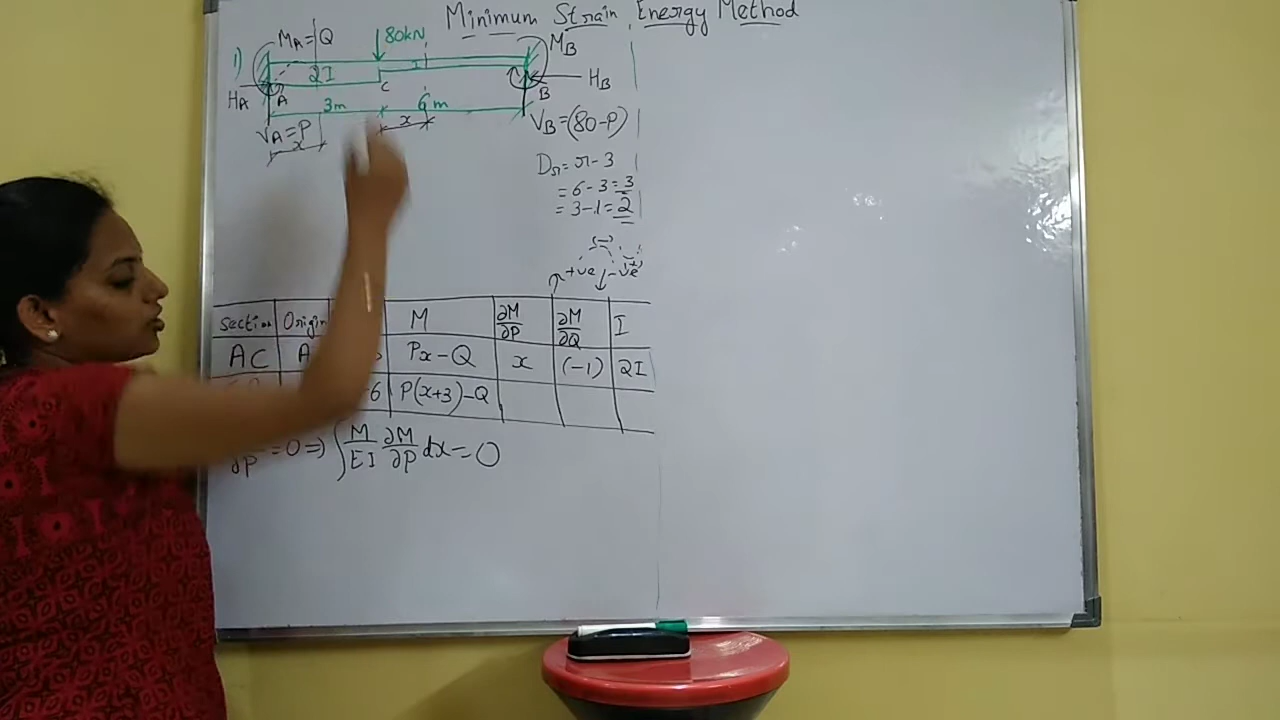 Minimum Strain Energy Method
1)
MA=Q
80kN
MB
2I
I
HA
A
C
B
HB
3m
6m
x
VA=P
x
VB=(80-P)
Ds=r-3
=6-3=3
=3-1=2
(-)
+ve
-ve
(+)
Section Origin M ∂M/∂P ∂M/∂Q I
AC A Px-Q x (-1) 2I
-6 P(x+3)-Q
∂P =0⇒∫M/EI ∂M/∂P dx=0